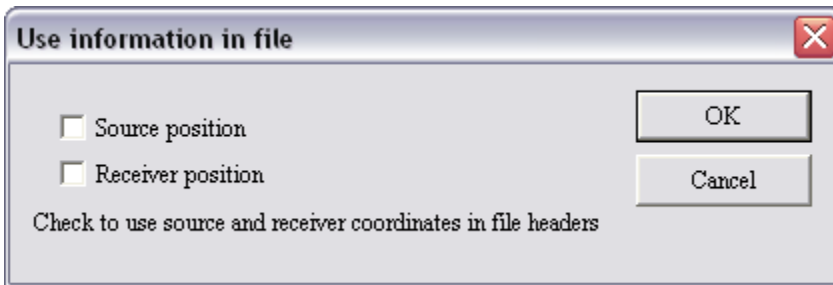 Use information in file
Source position
OK
Receiver position
Cancel
Check to use source and receiver coordinates in file headers